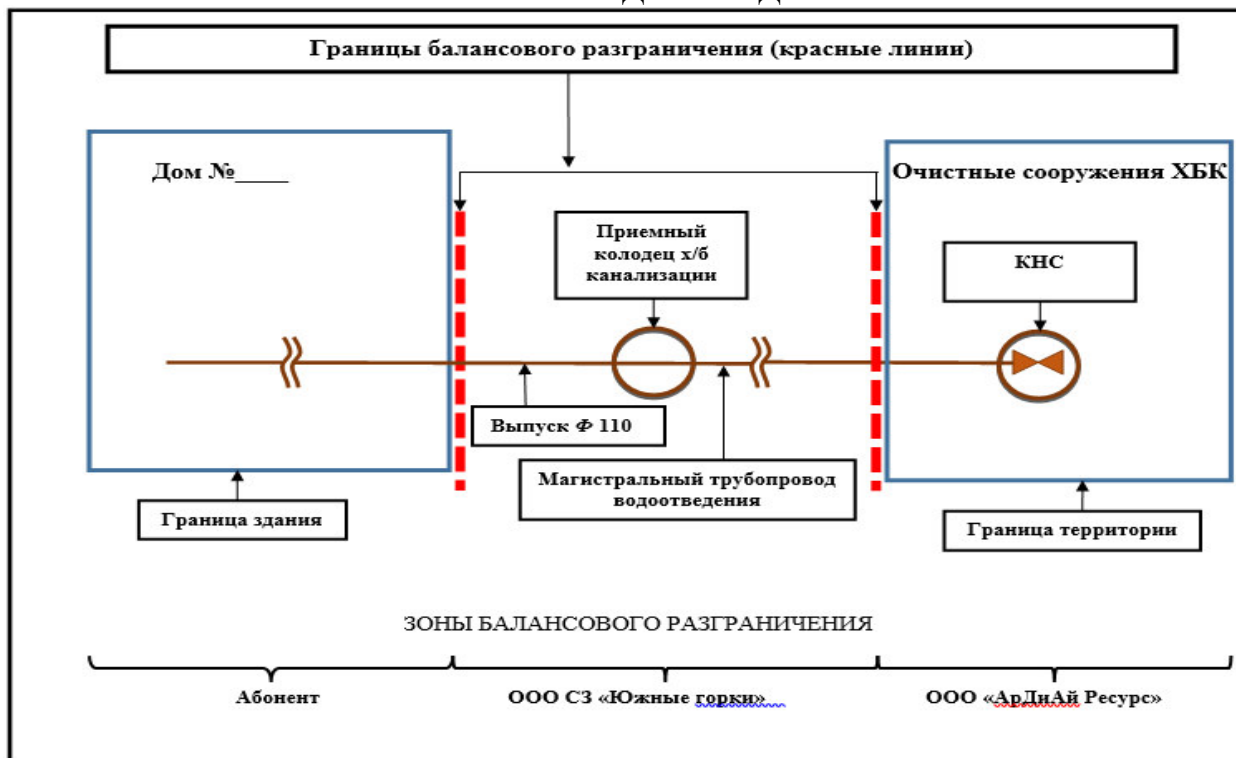 Границы балансового разграничения (красные линии)
Дом №____
Очистные сооружения ХБК
Приемный
колодец х/б
канализации
КНС
Выпуск Ф 110
Магистральный трубопровод
водоотведения
Граница здания
Граница территории
ЗОНЫ БАЛАНСОВОГО РАЗГРАНИЧЕНИЯ
Абонент
ООО СЗ «Южные горки»
ООО «АрДиАй Ресурс»